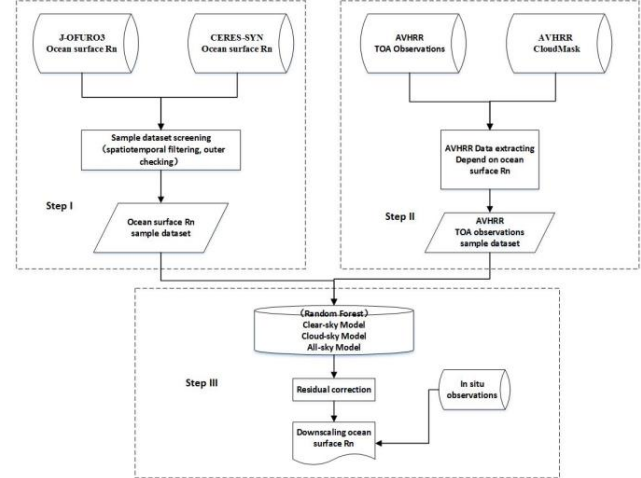 J-OFURO3
Ocean surface Rn
CERES-SYN
Ocean surface Rn
AVHRR
TOA Observations
AVHRR
CloudMask
Sample dataset screening
(spatiotemporal filtering, outer
checking)
AVHRR Data extracting
Depend on ocean
surface Rn
Step I
Ocean surface Rn
sample dataset
Step II
AVHRR
TOA observations
sample dataset
(Random Forest)
Clear-sky Model
Cloud-sky Model
All-sky Model
Step III
Residual correction
In situ
observations
Downscaling ocean
surface Rn